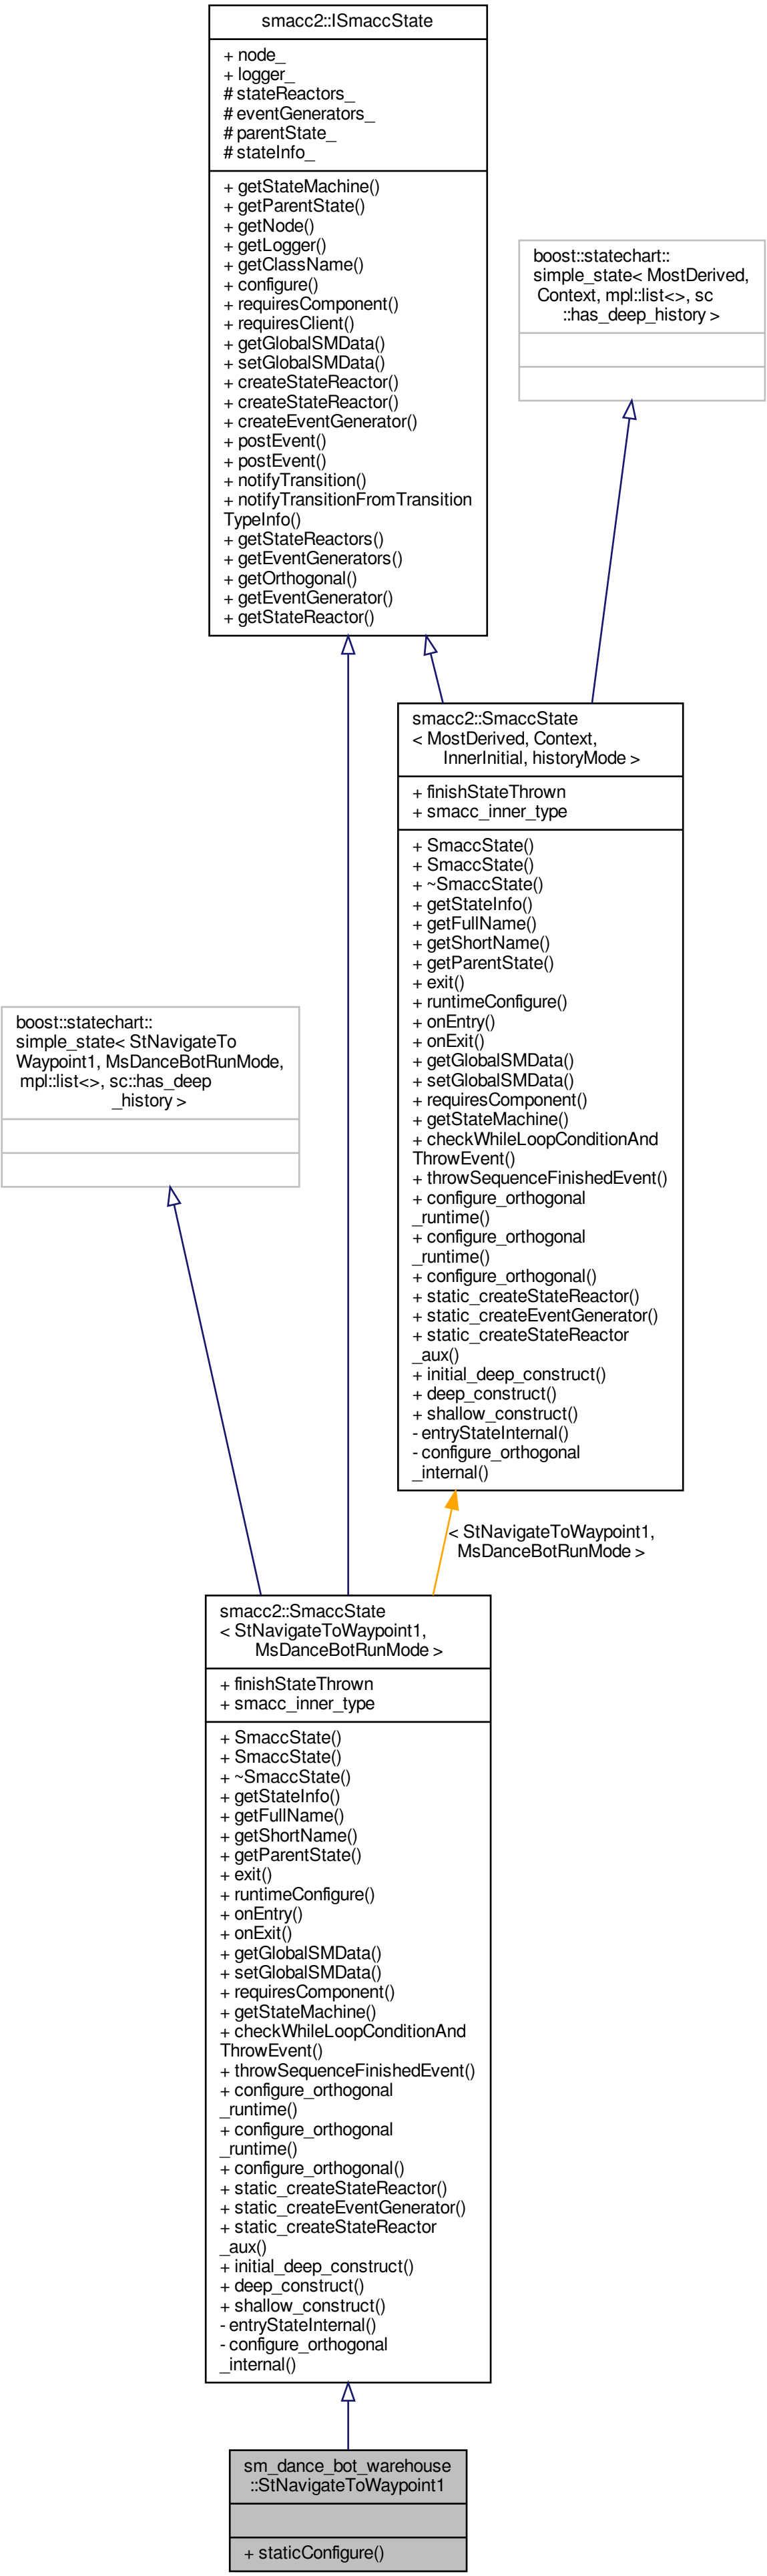 smacc2::ISmaccState
+ node_
+ logger_
# stateReactors_
# eventGenerators_
# parentState_
# stateInfo_
+ getStateMachine()
+ getParentState()
+ getNode()
+ getLogger()
+ getClassName()
+ configure()
+ requiresComponent()
+ requiresClient()
+ getGlobalSMData()
+ setGlobalSMData()
+ createStateReactor()
+ createStateReactor()
+ createEventGenerator()
+ postEvent()
+ postEvent()
+ notifyTransition()
+ notifyTransitionFromTransition
TypeInfo()
+ getStateReactors()
+ getEventGenerators()
+ getOrthogonal()
+ getEventGenerator()
+ getStateReactor()
boost::statechart::
simple_state< MostDerived,
Context, mpl::list<>, sc
::has_deep_history >
smacc2::SmaccState
< MostDerived, Context,
InnerInitial, historyMode >
+ finishStateThrown
+ smacc_inner_type
+ SmaccState()
+ SmaccState()
+ ~SmaccState()
+ getStateInfo()
+ getFullName()
+ getShortName()
+ getParentState()
+ exit()
+ runtimeConfigure()
+ onEntry()
+ onExit()
+ getGlobalSMData()
+ setGlobalSMData()
+ requiresComponent()
+ getStateMachine()
+ checkWhileLoopConditionAnd
ThrowEvent()
+ throwSequenceFinishedEvent()
+ configure_orthogonal
_runtime()
+ configure_orthogonal
_runtime()
+ configure_orthogonal()
+ static_createStateReactor()
+ static_createEventGenerator()
+ static_createStateReactor
_aux()
+ initial_deep_construct()
+ deep_construct()
+ shallow_construct()
- entryStateInternal()
- configure_orthogonal
_internal()
boost::statechart::
simple_state< StNavigateTo
Waypoint1, MsDanceBotRunMode,
mpl::list<>, sc::has_deep
_history >
< StNavigateToWaypoint1,
MsDanceBotRunMode >
smacc2::SmaccState
< StNavigateToWaypoint1,
MsDanceBotRunMode >
+ finishStateThrown
+ smacc_inner_type
+ SmaccState()
+ SmaccState()
+ ~SmaccState()
+ getStateInfo()
+ getFullName()
+ getShortName()
+ getParentState()
+ exit()
+ runtimeConfigure()
+ onEntry()
+ onExit()
+ getGlobalSMData()
+ setGlobalSMData()
+ requiresComponent()
+ getStateMachine()
+ checkWhileLoopConditionAnd
ThrowEvent()
+ throwSequenceFinishedEvent()
+ configure_orthogonal
_runtime()
+ configure_orthogonal
_runtime()
+ configure_orthogonal()
+ static_createStateReactor()
+ static_createEventGenerator()
+ static_createStateReactor
_aux()
+ initial_deep_construct()
+ deep_construct()
+ shallow_construct()
- entryStateInternal()
- configure_orthogonal
_internal()
sm_dance_bot_warehouse
::StNavigateToWaypoint1
+ staticConfigure()